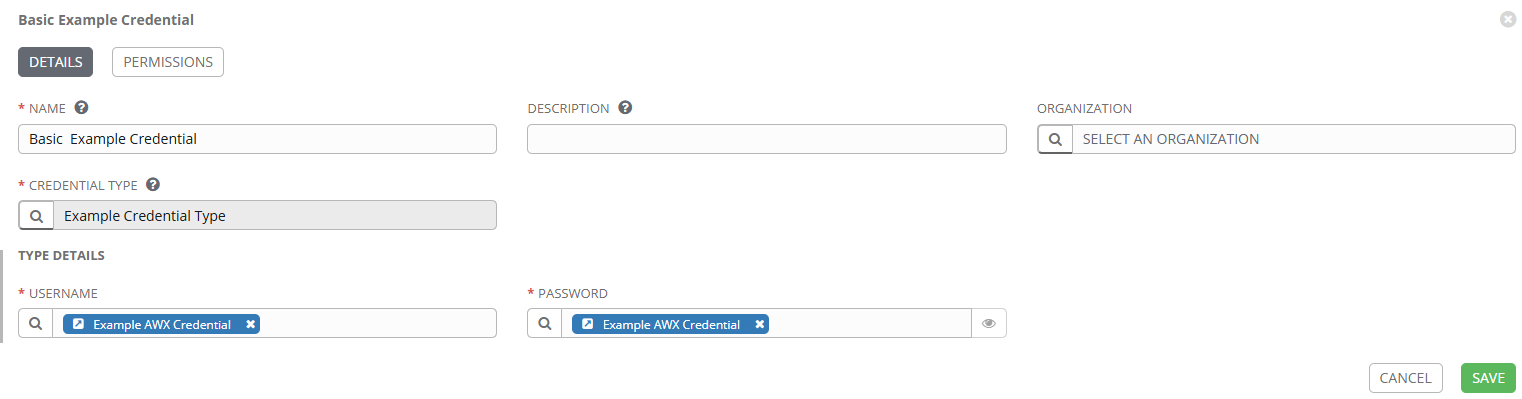 Basic Example Credential
DETAILS PERMISSIONS
* NAME DESCRIPTION ORGANIZATION
Basic  Example Credential SELECT AN ORGANIZATION
* CREDENTIAL TYPE
Example Credential Type
TYPE DETAILS
* USERNAME * PASSWORD
Example AWX Credential Example AWX Credential
CANCEL SAVE